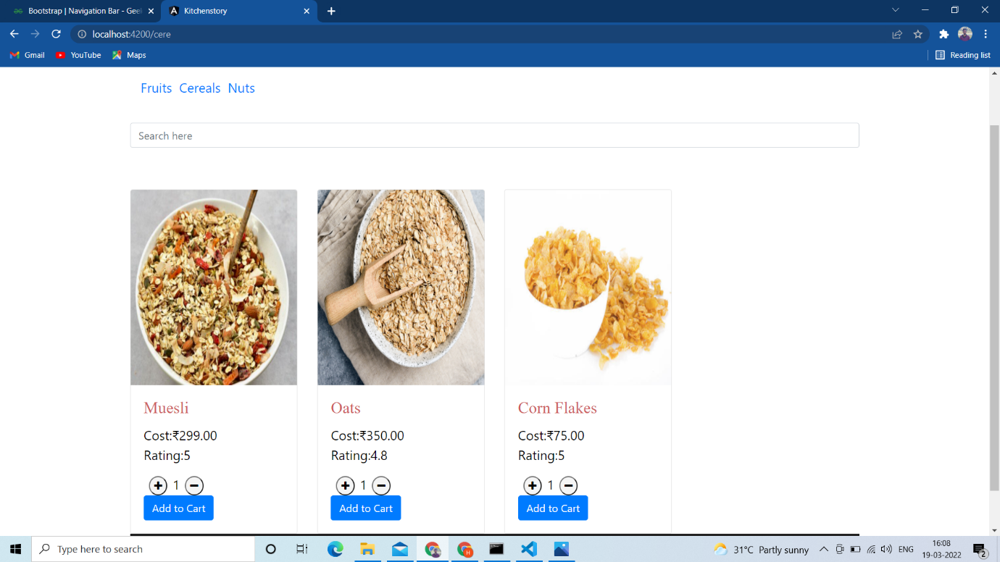 Bootstrap | Navigation Bar - Gee
Kitchenstory
localhost:4200/cere
Gmail YouTube Maps
Reading list
Fruits Cereals Nuts
Search here
Muesli
Cost:₹299.00
Rating:5
1
Add to Cart
Oats
Cost:₹350.00
Rating:4.8
1
Add to Cart
Corn Flakes
Cost:₹75.00
Rating:5
1
Add to Cart
Type here to search
H
31°C Partly sunny
ENG
16:08
19-03-2022
2